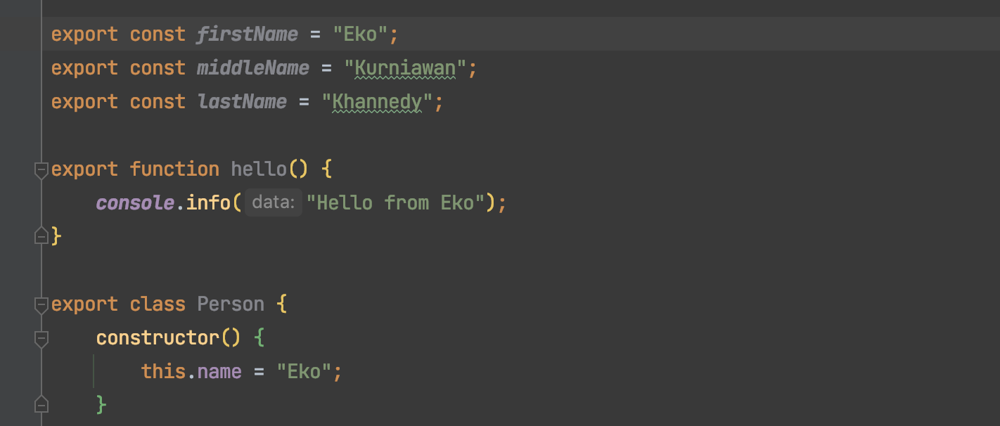 export const firstName = "Eko";
export const middleName = "Kurniawan";
export const lastName = "Khannedy";
export function hello() {
console.info( data: "Hello from Eko");
}
export class Person {
constructor() {
this.name = "Eko";
}